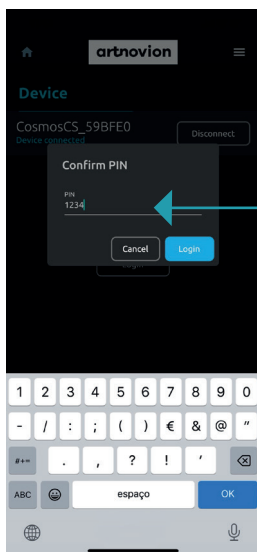 artnovion
Device
CosmosCS_59BFE0
Device connected
Disconnect
Confirm PIN
PIN
1234
Cancel
Login
Login
1 2 3 4 5 6 7 8 9 0
- / : ; ( ) € & @ "
#+= . , ? ! '
ABC espaço OK